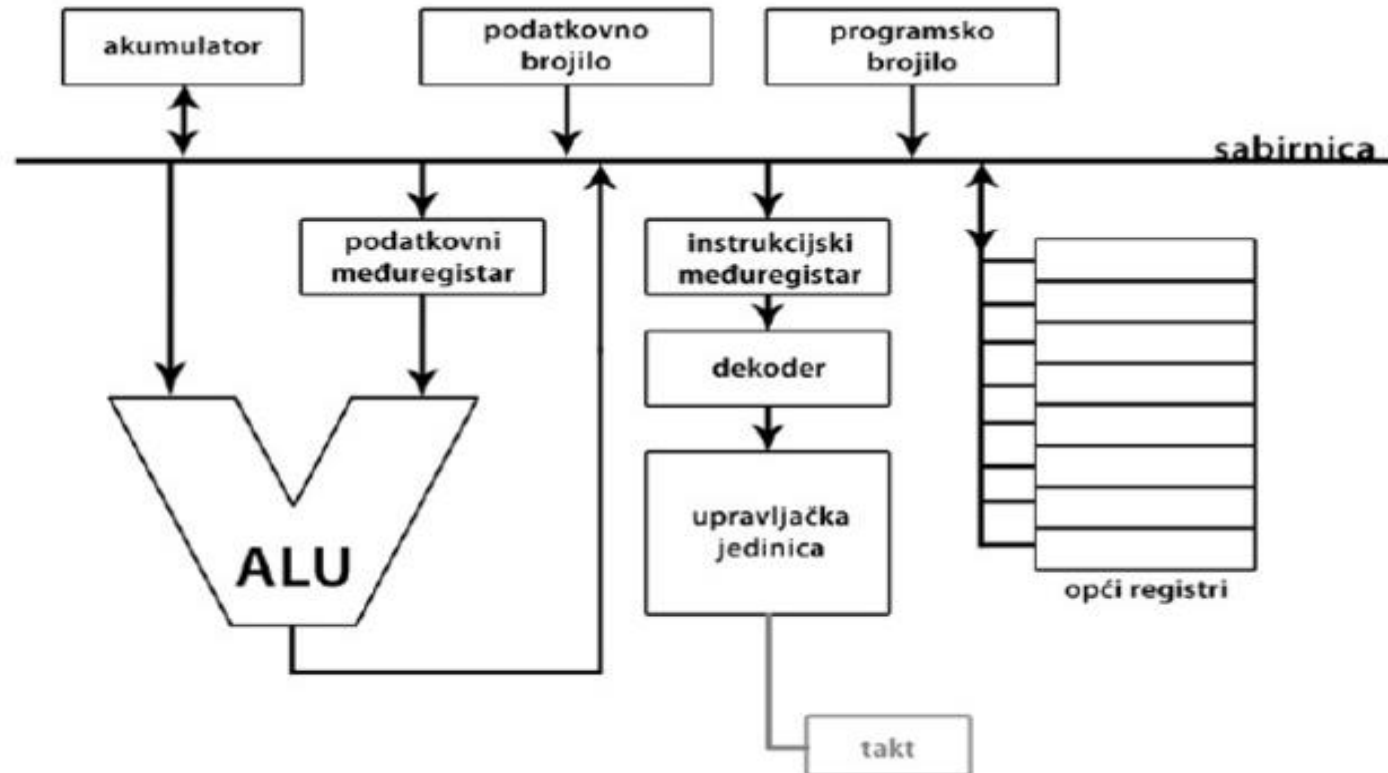 akumulator
podatkovno
brojilo
programsko
brojilo
sabirnica
podatkovni
međuregistar
instrukcijski
međuregistar
dekoder
upravljačka
jedinica
ALU
opći registri
takt